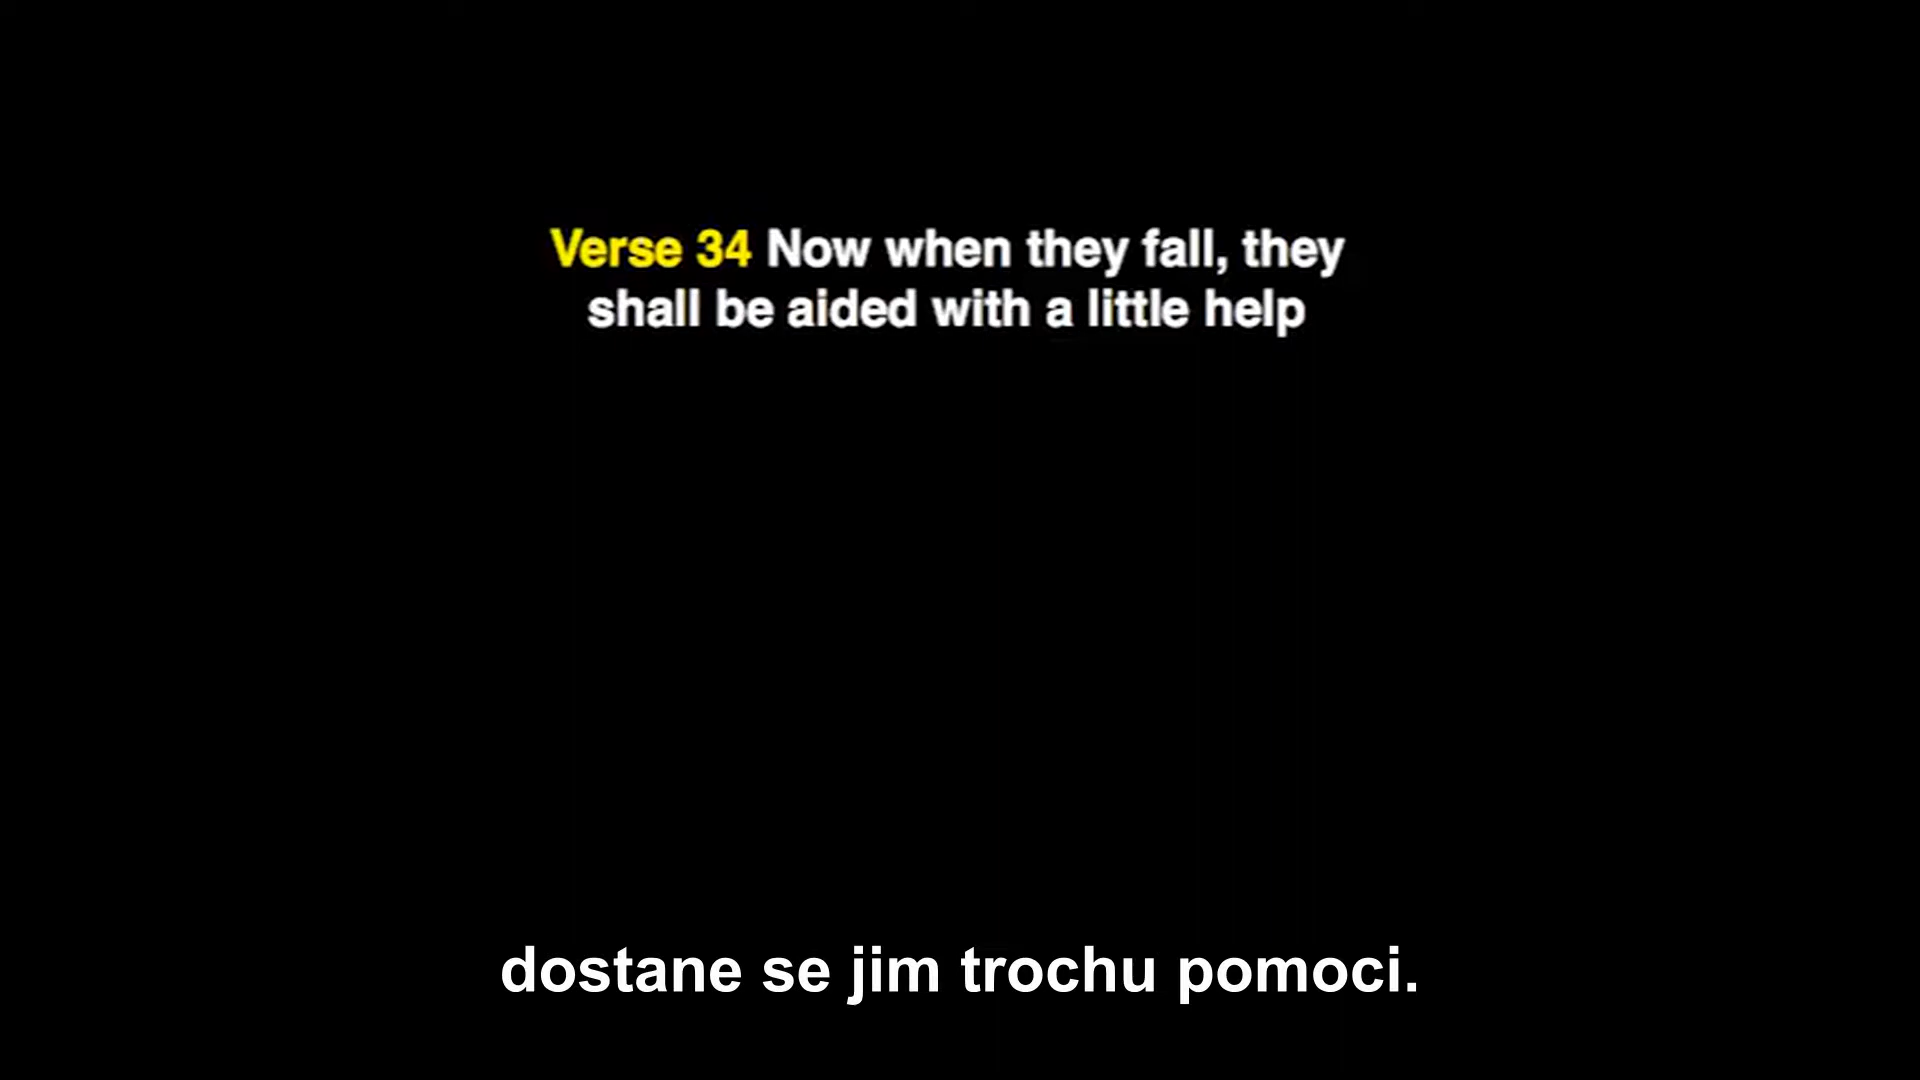 Verse 34 Now when they fall, they
shall be aided with a little help
dostane se jim trochu pomoci.